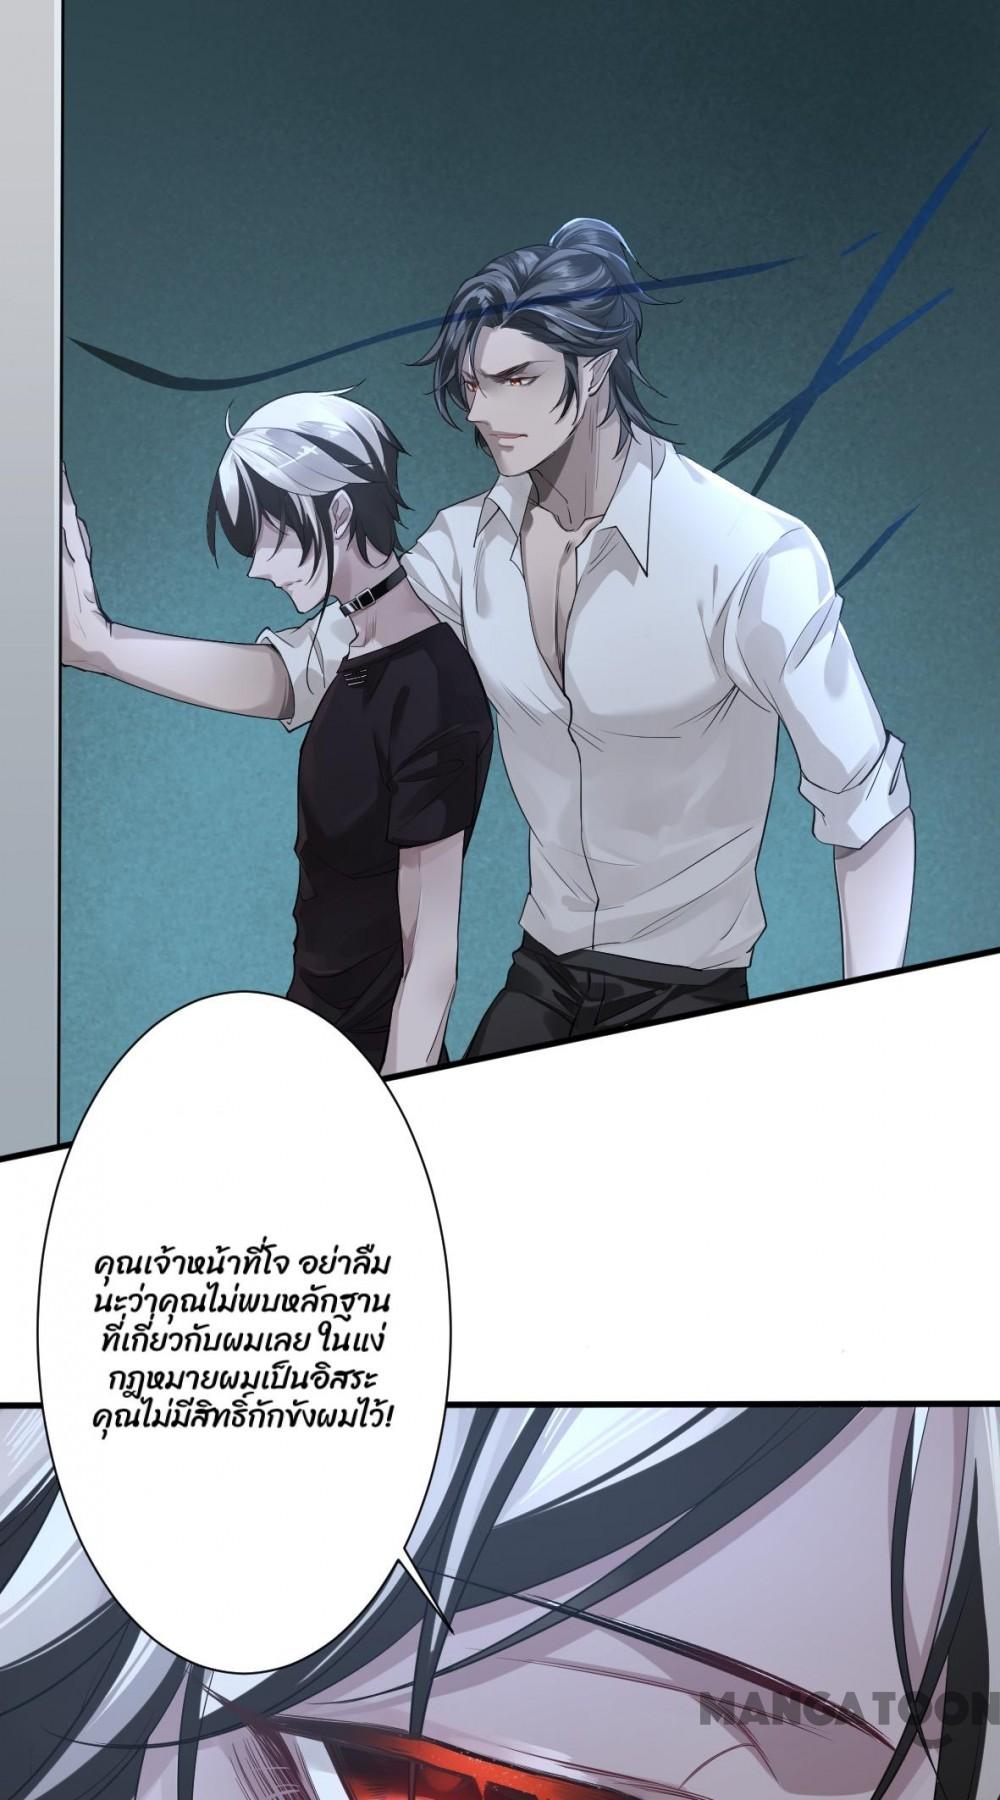 คุณเจ้าหน้าที่โจ อย่าลืม
นะว่าคุณไม่พบหลักฐาน
ที่เกี่ยวกับผมเลย ในแง่
กฎหมายผมเป็นอิสระ
คุณไม่มีสิทธิ์กักขังผมไว้!
MANGATOON